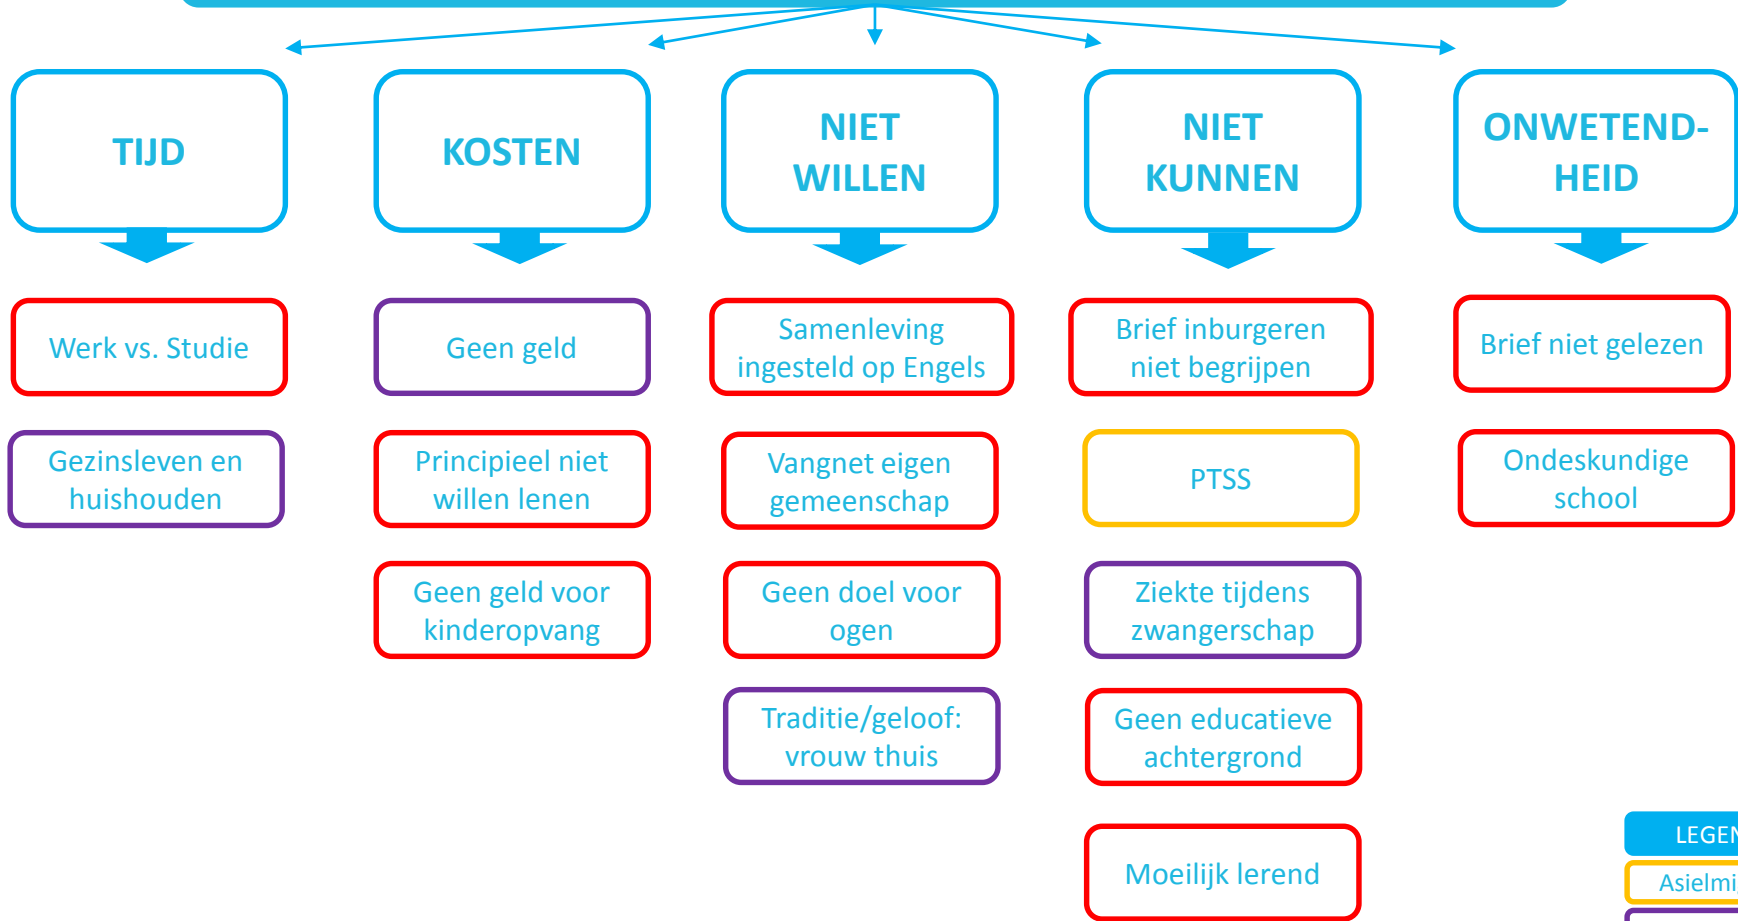 TIJD
KOSTEN
NIET
WILLEN
NIET
KUNNEN
ONWETEND-
HEID
Werk vs. Studie
Gezinsleven en
huishouden
Geen geld
Principieel niet
willen lenen
Geen geld voor
kinderopvang
Samenleving
ingesteld op Engels
Vangnet eigen
gemeenschap
Geen doel voor
ogen
Traditie/geloof:
vrouw thuis
Brief inburgeren
niet begrijpen
PTSS
Ziekte tijdens
zwangerschap
Geen educatieve
achtergrond
Moeilijk lerend
Brief niet gelezen
Ondeskundige
school